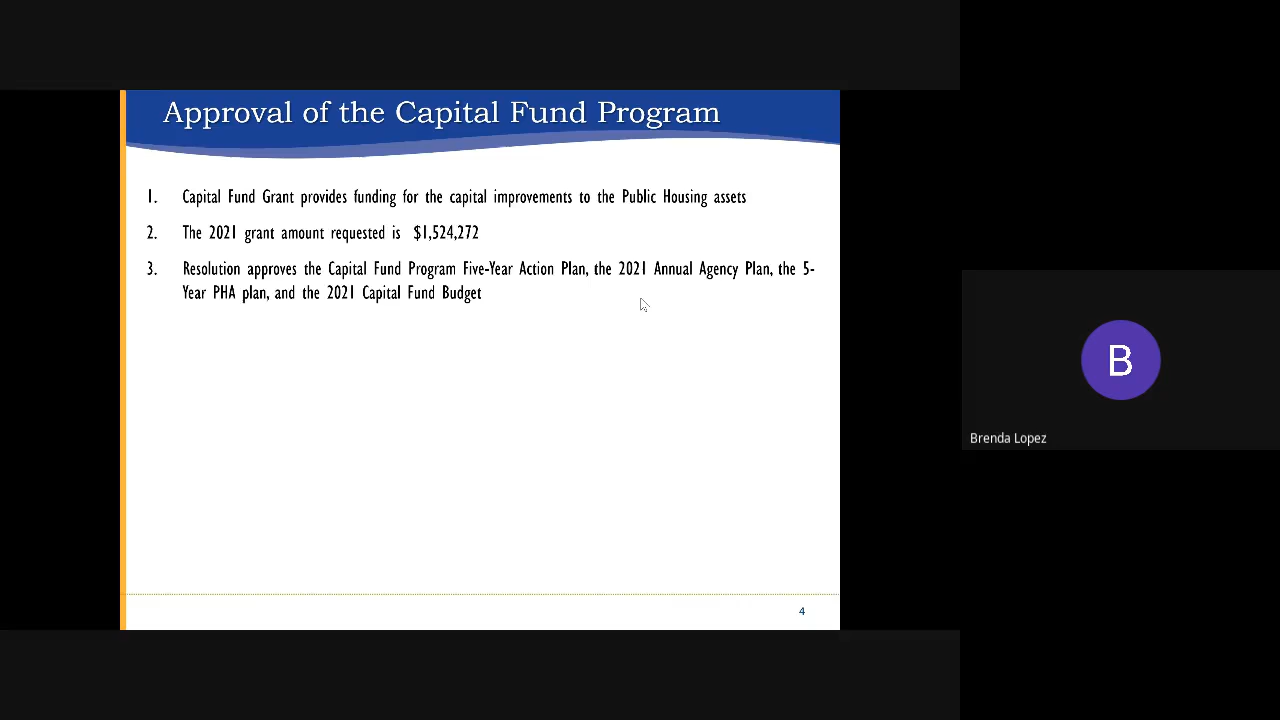 Approval of the Capital Fund Program
1. Capital Fund Grant provides funding for the capital improvements to the Public Housing assets
2. The 2021 grant amount requested is $1,524,272
3. Resolution approves the Capital Fund Program Five-Year Action Plan, the 2021 Annual Agency Plan, the 5-
Year PHA plan, and the 2021 Capital Fund Budget
4
B
Brenda Lopez